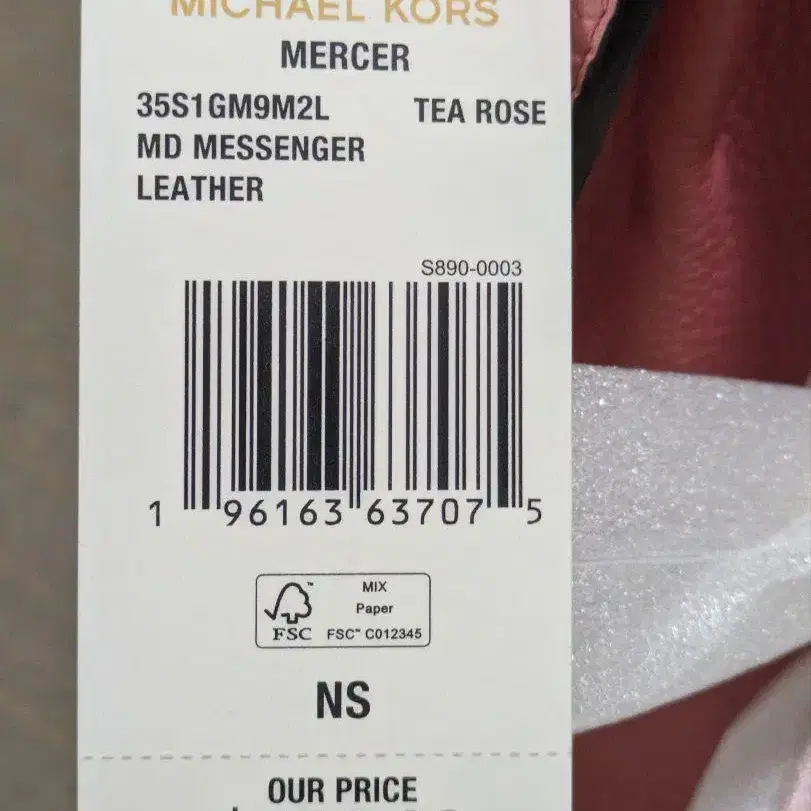 MICHAEL KORS
MERCER
35S1GM9M2L TEA ROSE
MD MESSENGER
LEATHER
S890-0003
1 96163 63707 5
MIX
Paper
FSC™ FSC™ C012345
NS
OUR PRICE